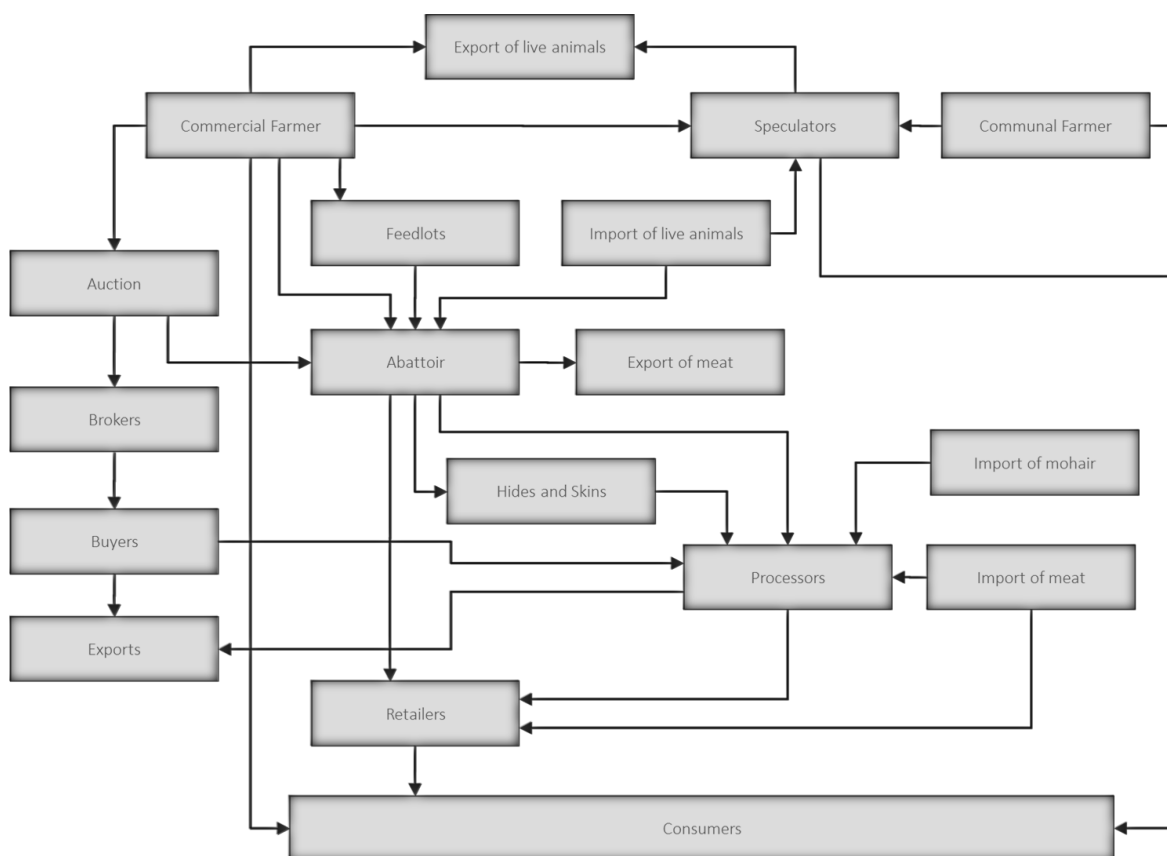 Export of live animals
Commercial Farmer
Speculators
Communal Farmer
Feedlots
Import of live animals
Auction
Abattoir
Export of meat
Brokers
Import of mohair
Hides and Skins
Buyers
Processors
Import of meat
Exports
Retailers
Consumers